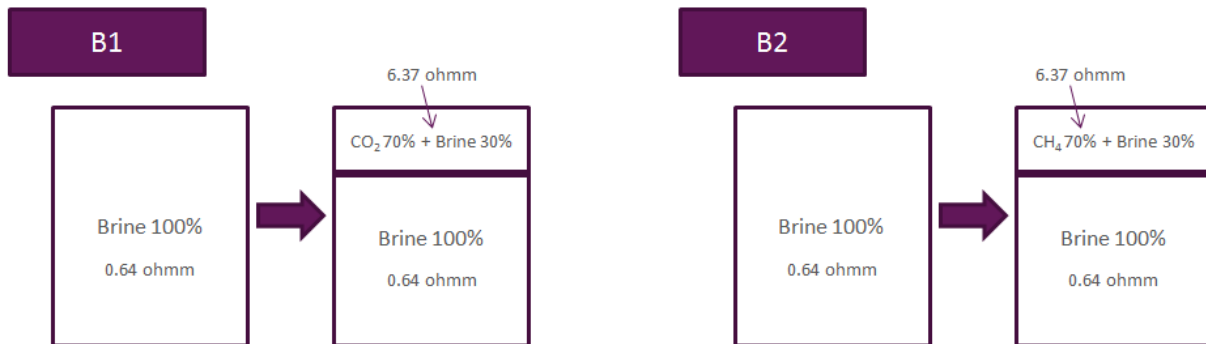 B1
6.37 ohmm
CO₂ 70% + Brine 30%
Brine 100%
0.64 ohmm
Brine 100%
0.64 ohmm
B2
6.37 ohmm
CH₄ 70% + Brine 30%
Brine 100%
0.64 ohmm
Brine 100%
0.64 ohmm